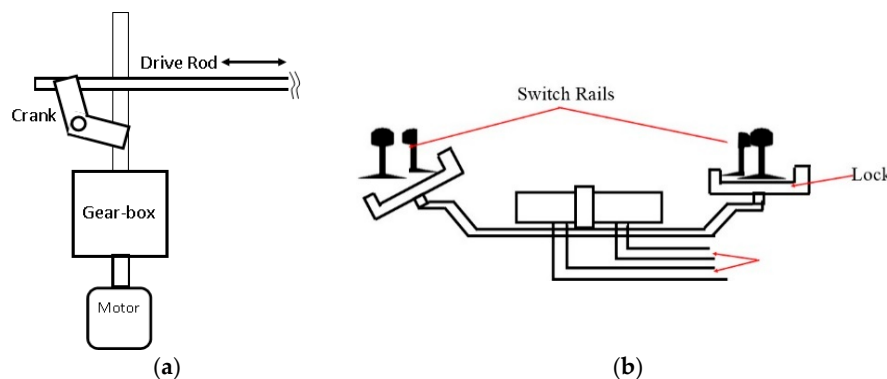 Drive Rod
Crank
Gear-box
Motor
(a)
Switch Rails
Lock
(b)